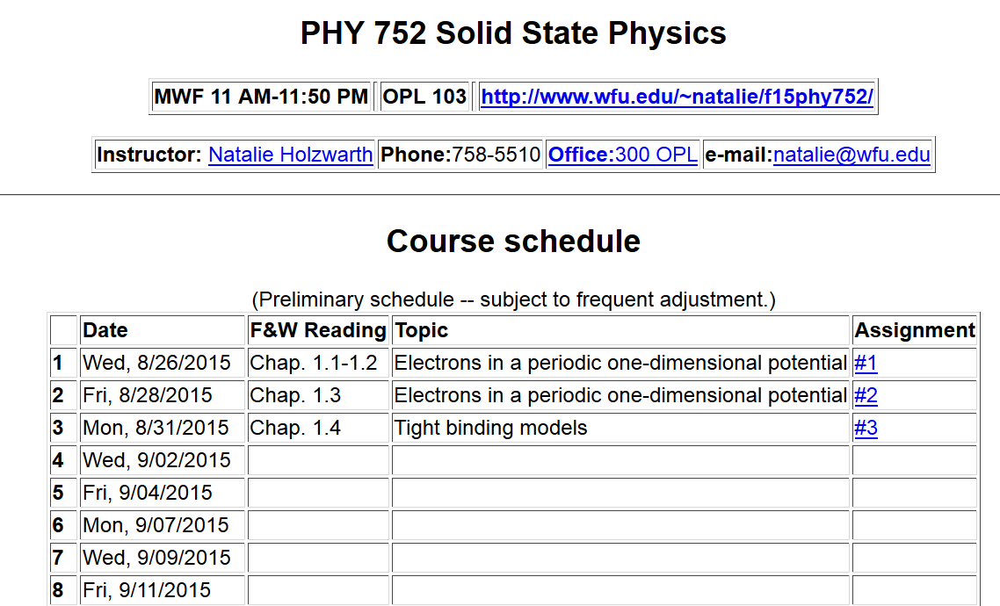 PHY 752 Solid State Physics
MWF 11 AM-11:50 PM OPL 103 http://www.wfu.edu/~natalie/f15phy752/
Instructor: Natalie Holzwarth Phone:758-5510 Office:300 OPL e-mail:natalie@wfu.edu
Course schedule
(Preliminary schedule -- subject to frequent adjustment.)
Date F&W Reading Topic Assignment
1 Wed, 8/26/2015 Chap. 1.1-1.2 Electrons in a periodic one-dimensional potential #1
2 Fri, 8/28/2015 Chap. 1.3 Electrons in a periodic one-dimensional potential #2
3 Mon, 8/31/2015 Chap. 1.4 Tight binding models #3
4 Wed, 9/02/2015
5 Fri, 9/04/2015
6 Mon, 9/07/2015
7 Wed, 9/09/2015
8 Fri, 9/11/2015